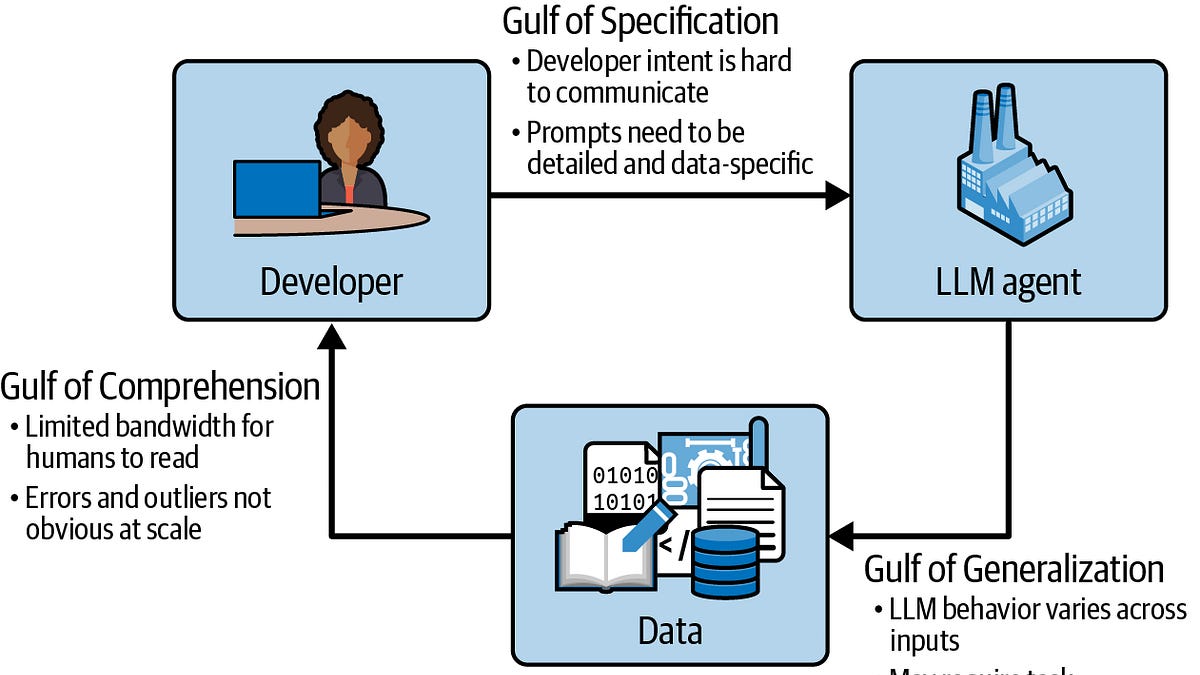 Gulf of Specification
• Developer intent is hard
to communicate
• Prompts need to be
detailed and data-specific
Developer
LLM agent
Gulf of Comprehension
• Limited bandwidth for
humans to read
• Errors and outliers not
obvious at scale
01010
10101
</
Data
Gulf of Generalization
• LLM behavior varies across
inputs